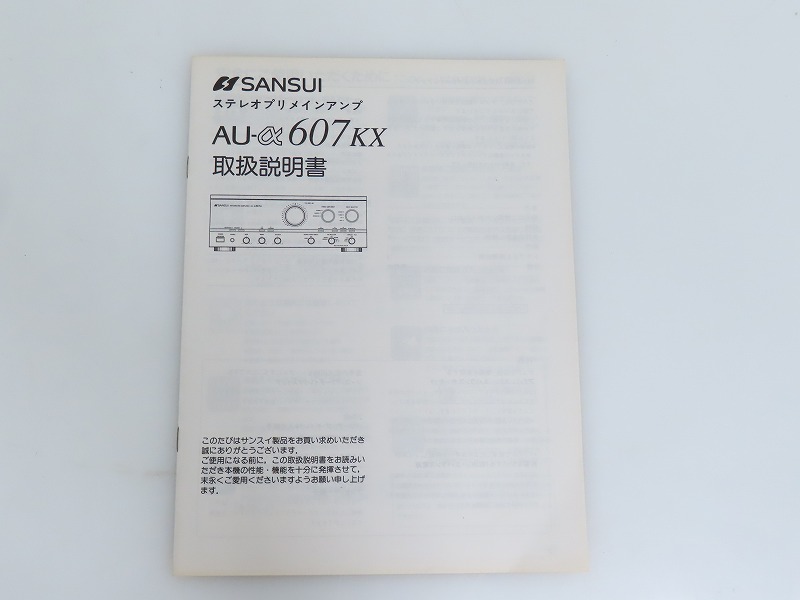 SANSUI
ステレオプリメインアンプ
AU-α607KX
取扱説明書
SANSUI
このたびはサンスイ製品をお買い求めいただき
誠にありがとうございます。
ご使用になる前に、この取扱説明書をお読みい
ただき本機の性能・機能を十分に発揮させて、
末永くご愛用くださいますようお願い申し上げ
ます。